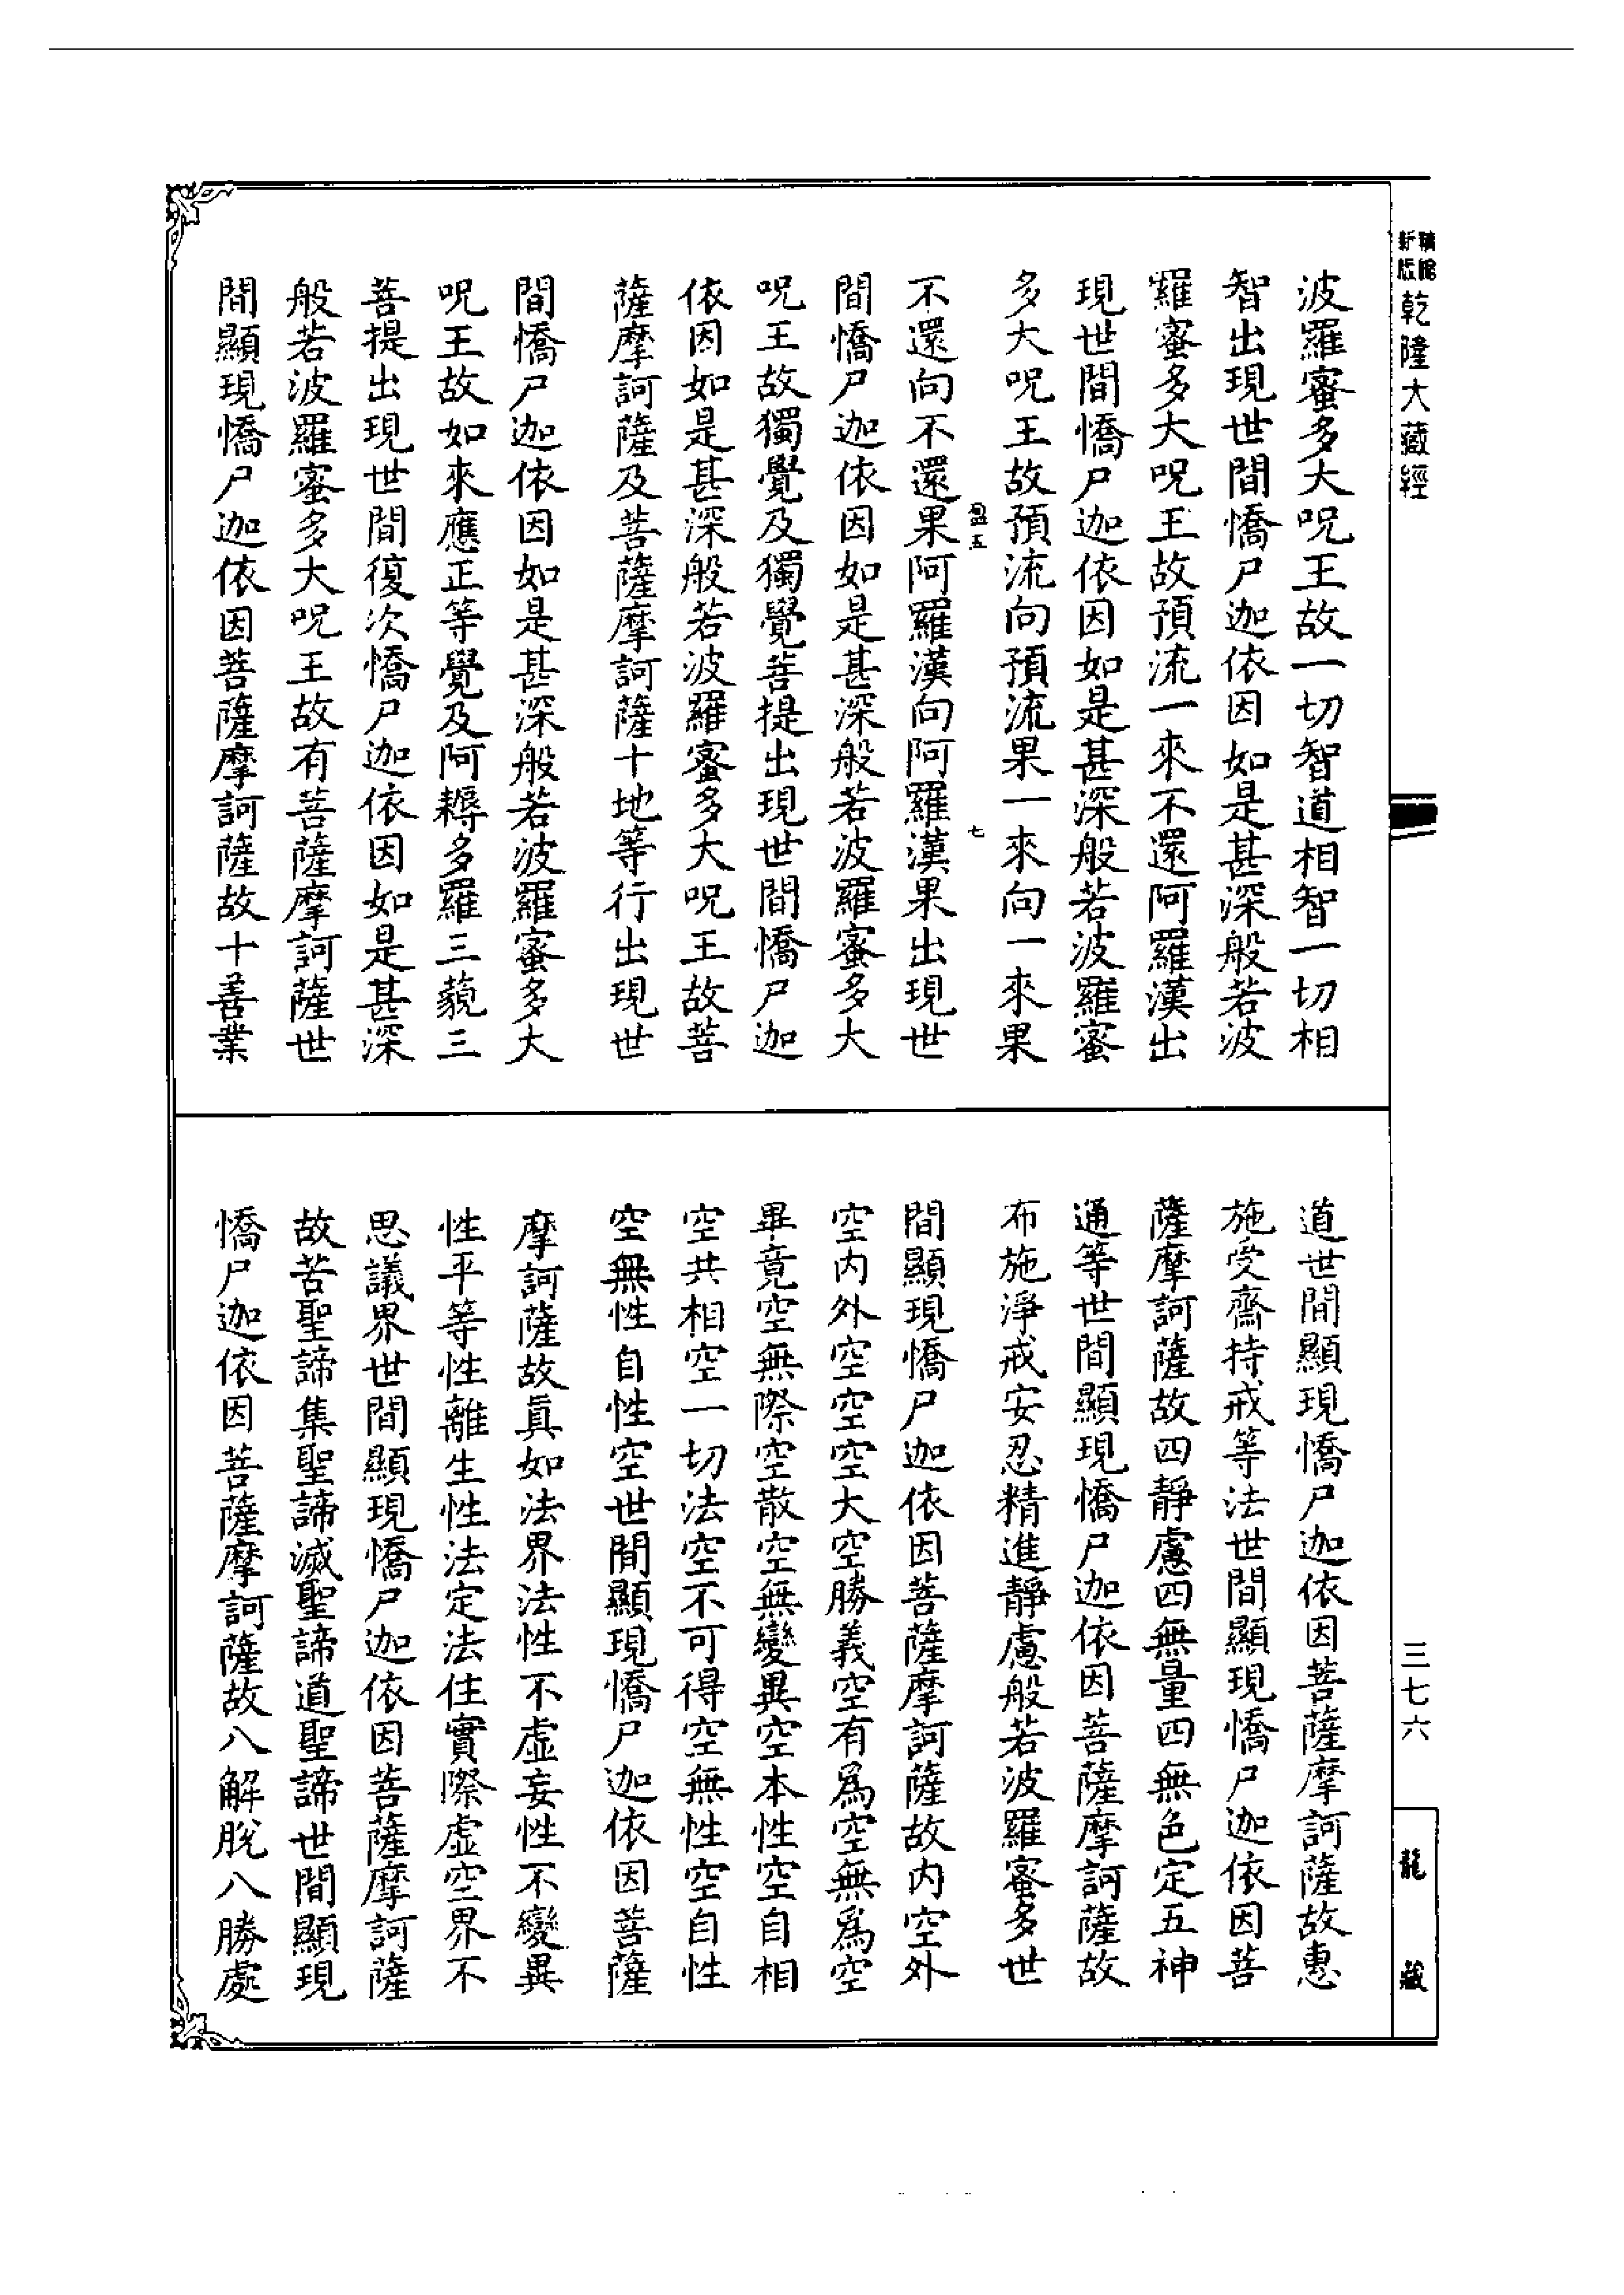 新版
精縮
乾隆大藏經
三七六
龍藏
波羅蜜多大呪王故一切智道相智一切相
智出現世間憍尸迦依因如是甚深般若波
羅蜜多大呪王故預流一來不還阿羅漢出
現世間憍尸迦依因如是甚深般若波羅蜜
多大呪王故預流向預流果一來向一來果
盈五
七
不還向不還果阿羅漢向阿羅漢果出現世
間憍尸迦依因如是甚深般若波羅蜜多大
呪王故獨覺及獨覺菩提出現世間憍尸迦
依因如是甚深般若波羅蜜多大呪王故菩
薩摩訶薩及菩薩摩訶薩十地等行出現世
間憍尸迦依因如是甚深般若波羅蜜多大
呪王故如來應正等覺及阿耨多羅三藐三
菩提出現世間復次憍尸迦依因如是甚深
般若波羅蜜多大呪王故有菩薩摩訶薩世
間顯現憍尸迦依因菩薩摩訶薩故十善業
道世間顯現憍尸迦依因菩薩摩訶薩故惠
施受齋持戒等法世間顯現憍尸迦依因菩
薩摩訶薩故四靜慮四無量四無色定五神
通等世間顯現憍尸迦依因菩薩摩訶薩故
布施淨戒安忍精進靜慮般若波羅蜜多世
間顯現憍尸迦依因菩薩摩訶薩故內空外
空內外空空空大空勝義空有為空無為空
畢竟空無際空散空無變異空本性空自相
空共相空一切法空不可得空無性空自性
空無性自性空世間顯現憍尸迦依因菩薩
摩訶薩故真如法界法性不虛妄性不變異
性平等性離生性法定法住實際虛空界不
思議界世間顯現憍尸迦依因菩薩摩訶薩
故苦聖諦集聖諦滅聖諦道聖諦世間顯現
憍尸迦依因菩薩摩訶薩故八解脫八勝處